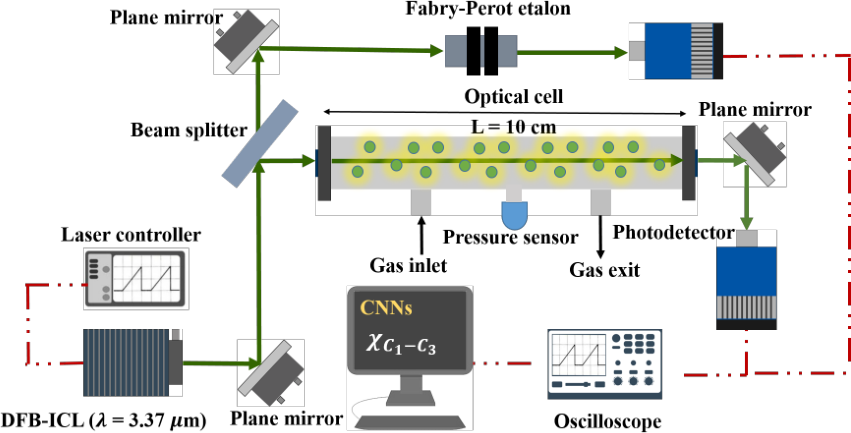 Plane mirror
Fabry-Perot etalon
Optical cell
L = 10 cm
Plane mirror
Beam splitter
Laser controller
Pressure sensor
Photodetector
Gas inlet
Gas exit
CNNs
χC₁−C₃
DFB-ICL (λ = 3.37 μm)
Plane mirror
Oscilloscope